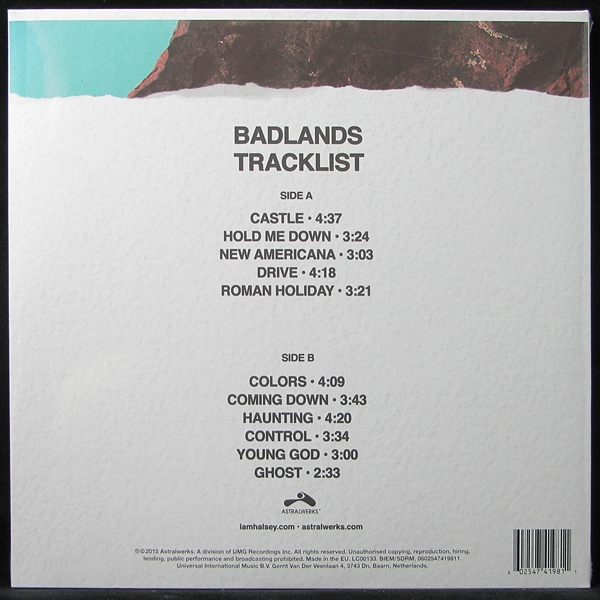 BADLANDS
TRACKLIST
SIDE A
CASTLE • 4:37
HOLD ME DOWN • 3:24
NEW AMERICANA • 3:03
DRIVE • 4:18
ROMAN HOLIDAY • 3:21
SIDE B
COLORS • 4:09
COMING DOWN • 3:43
HAUNTING • 4:20
CONTROL • 3:34
YOUNG GOD • 3:00
GHOST • 2:33
ASTRALWERKS
iamhalsey.com • astralwerks.com
℗©2015 Astralwerks. A division of UMG Recordings Inc. All rights reserved. Unauthorised copying, reproduction, hiring,
lending, public performance and broadcasting prohibited. Made in the EU. LC00133. BIEM/SDRM. 0602547419811.
Universal International Music B.V. Gerrit Van Der Veenlaan 4, 3743 Dn, Baarn, Netherlands.
6 02547 41981 1